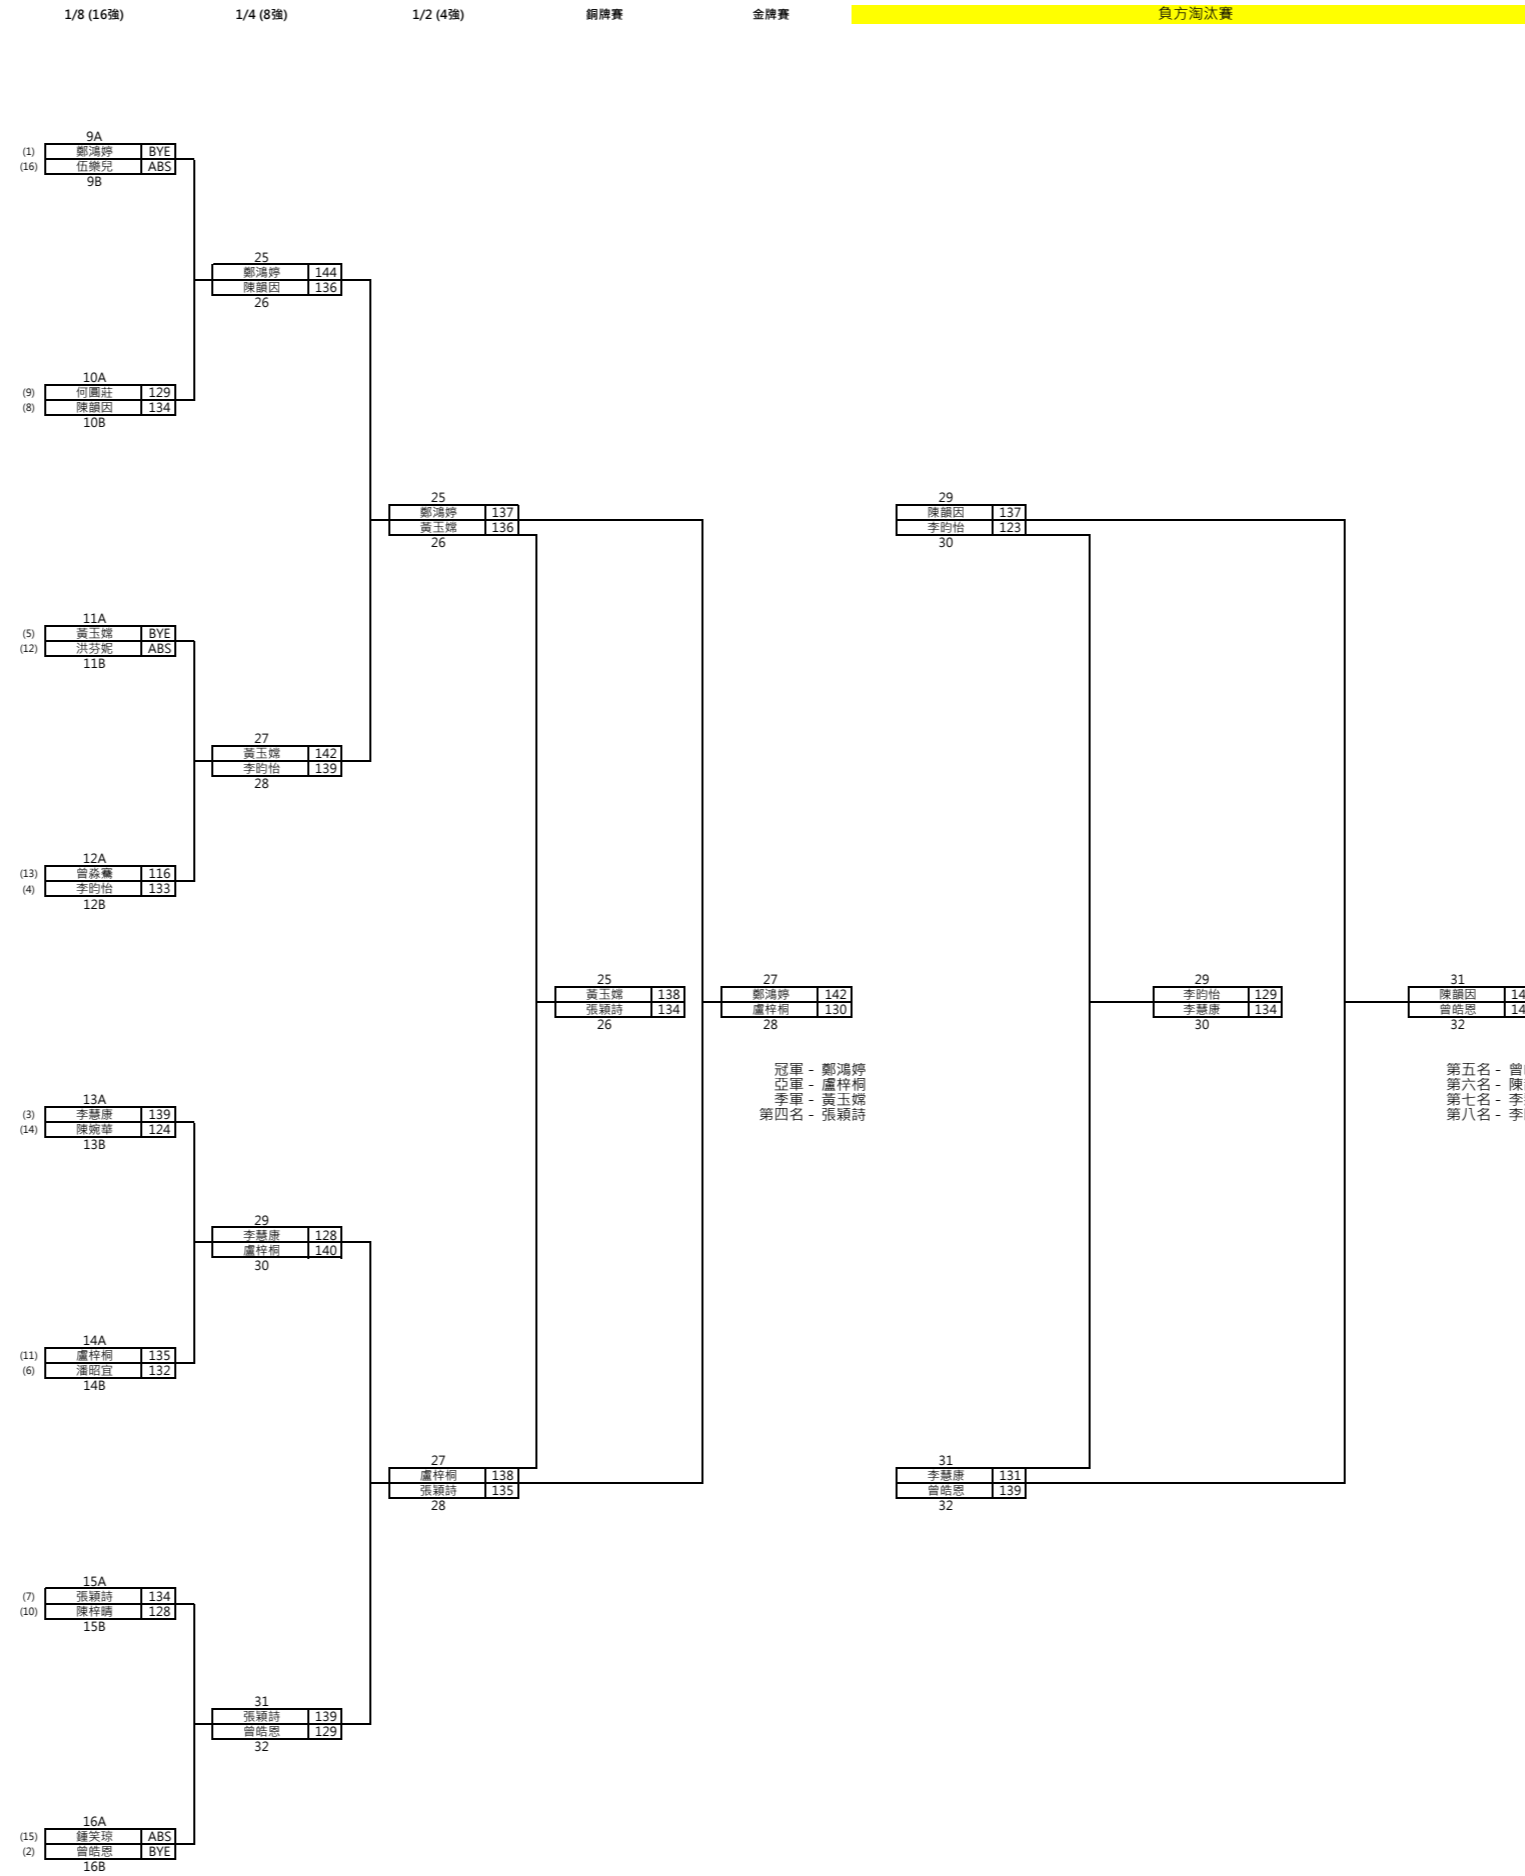 1/8 (16強) 1/4 (8強) 1/2 (4強) 銅牌賽 金牌賽 負方淘汰賽
9A
(1) 鄭鴻婷 BYE
(16) 伍樂兒 ABS
9B
25
鄭鴻婷 144
陳韻因 136
26
10A
(9) 何圓莊 129
(8) 陳韻因 134
10B
25
鄭鴻婷 137
黃玉嫦 136
26
29
陳韻因 137
李昀怡 123
30
11A
(5) 黃玉嫦 BYE
(12) 洪芬妮 ABS
11B
27
黃玉嫦 142
李昀怡 139
28
12A
(13) 曾淼 116
(4) 李昀怡 133
12B
25
黃玉嫦 138
張穎詩 134
26
27
鄭鴻婷 142
盧梓桐 130
28
29
李昀怡 129
李慧康 134
30
31
陳韻因 14
曾皓恩 14
32
冠軍 - 鄭鴻婷
亞軍 - 盧梓桐
季軍 - 黃玉嫦
第四名 - 張穎詩
第五名 - 曾
第六名 - 陳
第七名 - 李
第八名 - 李
13A
(3) 李慧康 139
(14) 陳婉華 124
13B
29
李慧康 128
盧梓桐 140
30
14A
(11) 盧梓桐 135
(6) 潘昭宜 132
14B
27
盧梓桐 138
張穎詩 135
28
31
李慧康 131
曾皓恩 139
32
15A
(7) 張穎詩 134
(10) 陳梓晴 128
15B
31
張穎詩 139
曾皓恩 129
32
16A
(15) 鍾笑琼 ABS
(2) 曾皓恩 BYE
16B